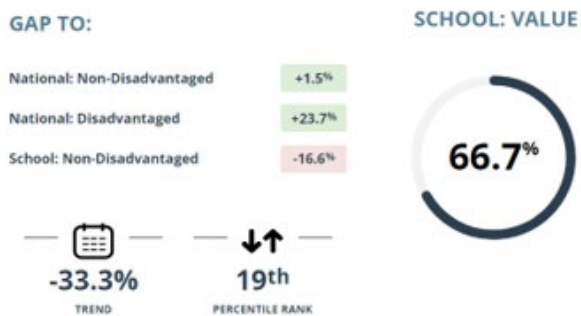 GAP TO:
SCHOOL: VALUE
National: Non-Disadvantaged +1.5%
National: Disadvantaged +23.7%
School: Non-Disadvantaged -16.6%
66.7%
-33.3%
TREND
19th
PERCENTILE RANK